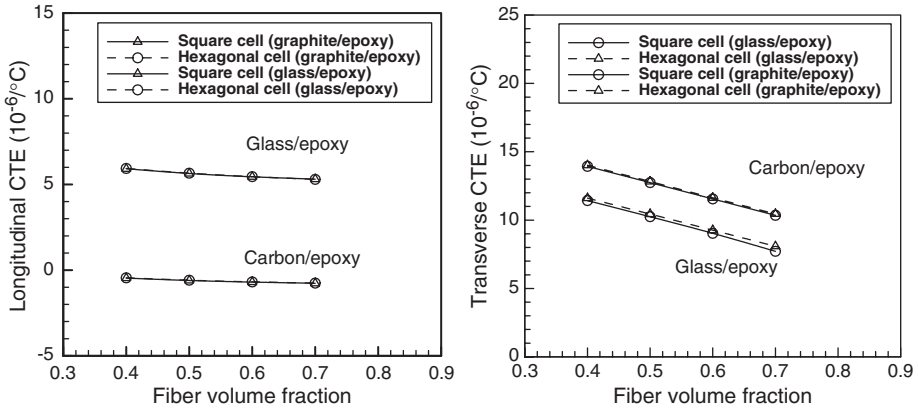 15
10
5
0
-5
0.3 0.4 0.5 0.6 0.7 0.8 0.9
Longitudinal CTE (10⁻⁶/°C)
Fiber volume fraction
Square cell (graphite/epoxy)
Hexagonal cell (graphite/epoxy)
Square cell (glass/epoxy)
Hexagonal cell (glass/epoxy)
Glass/epoxy
Carbon/epoxy
25
20
15
10
5
0
0.3 0.4 0.5 0.6 0.7 0.8 0.9
Transverse CTE (10⁻⁶/°C)
Fiber volume fraction
Square cell (glass/epoxy)
Hexagonal cell (glass/epoxy)
Square cell (graphite/epoxy)
Hexagonal cell (graphite/epoxy)
Carbon/epoxy
Glass/epoxy